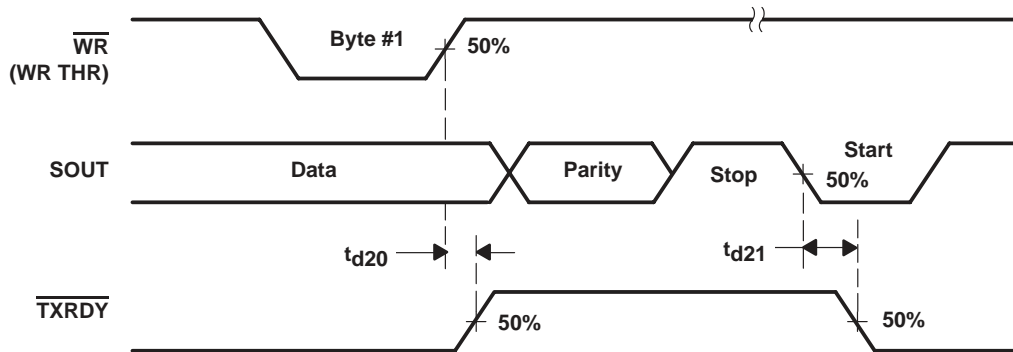 Byte #1
50%
WR
(WR THR)
SOUT
Data
Parity
Stop
Start
50%
td20
td21
TXRDY
50%
50%